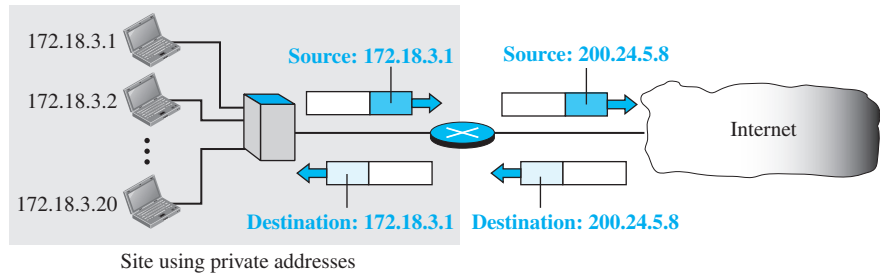 172.18.3.1
172.18.3.2
172.18.3.20
Source: 172.18.3.1
Source: 200.24.5.8
Internet
Destination: 172.18.3.1
Destination: 200.24.5.8
Site using private addresses